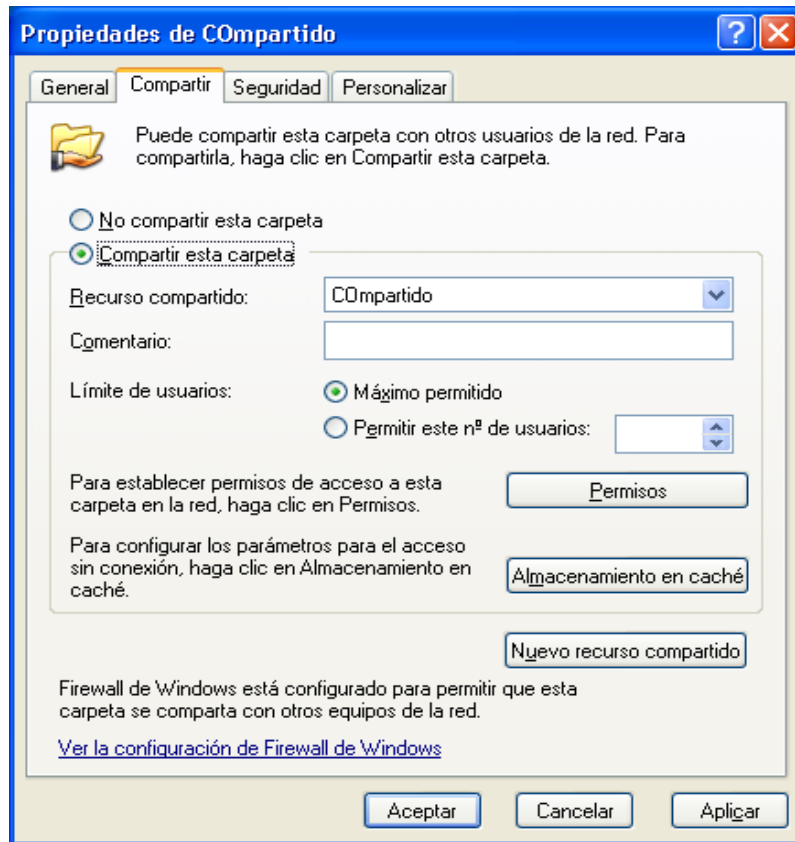 Propiedades de COmpartido
General Compartir Seguridad Personalizar
Puede compartir esta carpeta con otros usuarios de la red. Para
compartirla, haga clic en Compartir esta carpeta.
No compartir esta carpeta
Compartir esta carpeta
Recurso compartido: COmpartido
Comentario:
Límite de usuarios: Máximo permitido
Permitir este nº de usuarios:
Para establecer permisos de acceso a esta
carpeta en la red, haga clic en Permisos.
Permisos
Para configurar los parámetros para el acceso
sin conexión, haga clic en Almacenamiento en
caché.
Almacenamiento en caché
Nuevo recurso compartido
Firewall de Windows está configurado para permitir que esta
carpeta se comparta con otros equipos de la red.
Ver la configuración de Firewall de Windows
Aceptar Cancelar Aplicar